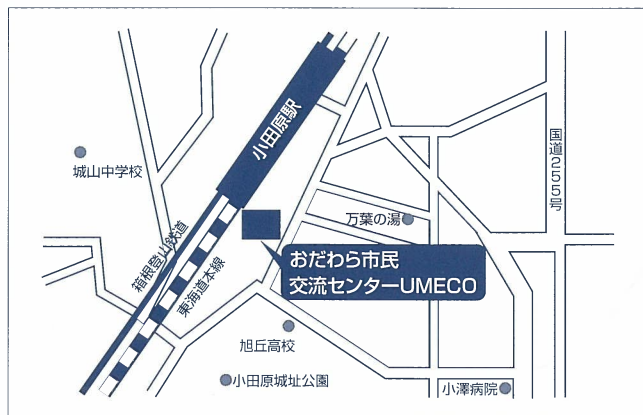 小田原駅
国道255号
城山中学校
万葉の湯
箱根登山鉄道
東海道本線
おだわら市民
交流センターUMECO
旭丘高校
小田原城址公園
小澤病院